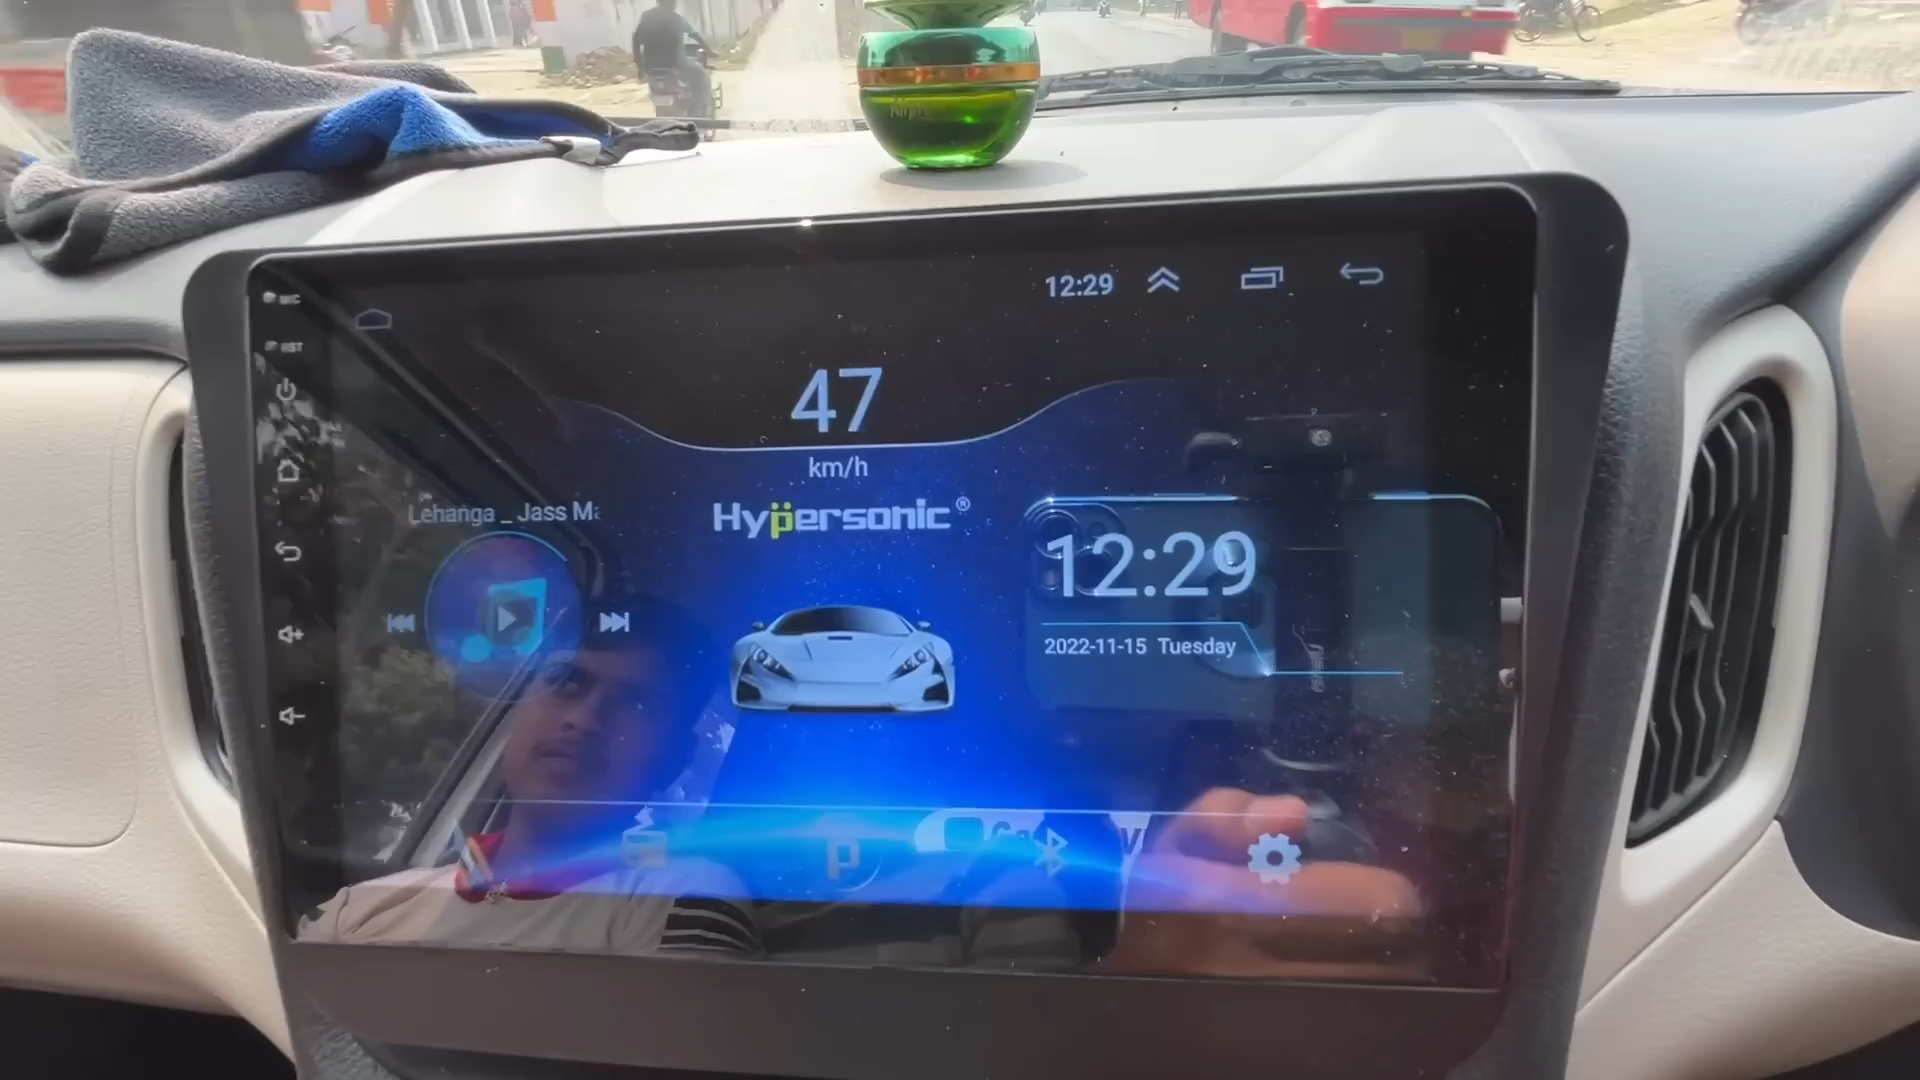 12:29
MIC
RST
47
km/h
Lehanga _ Jass Ma
Hypersonic®
12:29
2022-11-15 Tuesday
p